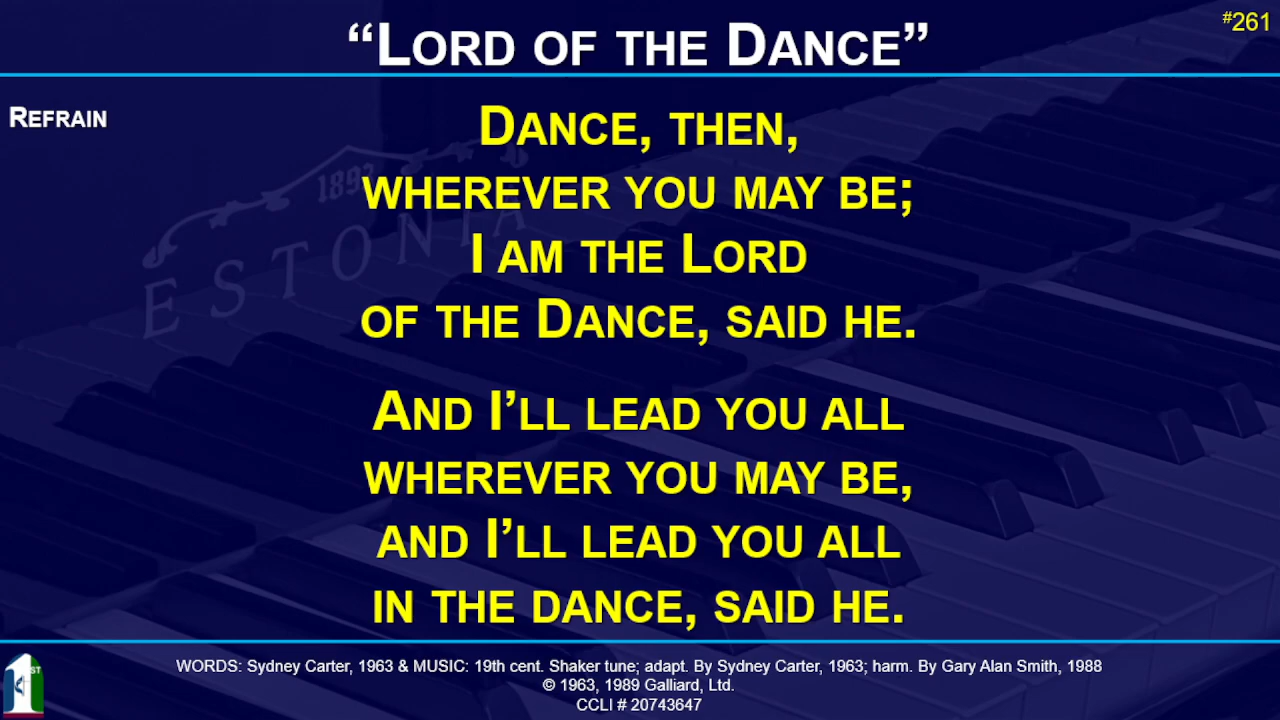 “Lord of the Dance”
#261
Refrain
Dance, then,
wherever you may be;
I am the Lord
of the Dance, said he.
And I’ll lead you all
wherever you may be,
and I’ll lead you all
in the dance, said he.
WORDS: Sydney Carter, 1963 & MUSIC: 19th cent. Shaker tune; adapt. By Sydney Carter, 1963; harm. By Gary Alan Smith, 1988
© 1963, 1989 Galliard, Ltd.
CCLI # 20743647
1ST
ESTONIA